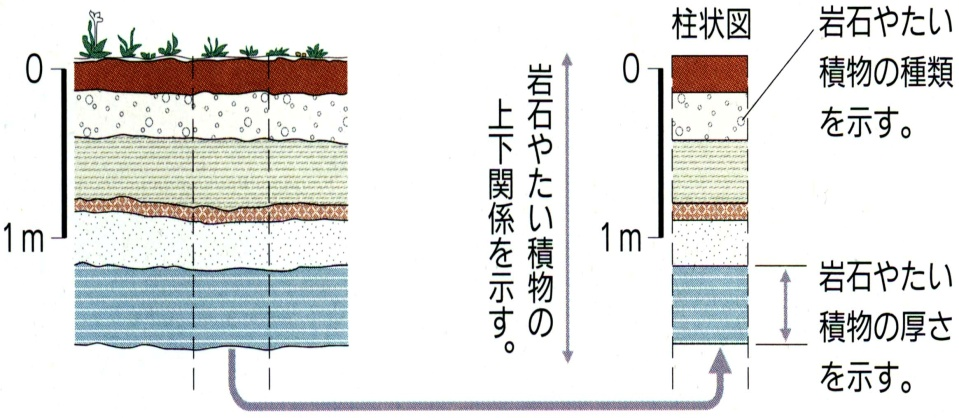 0
1m
岩石やたい積物の
上下関係を示す。
柱状図
0
1m
岩石やたい
積物の種類
を示す。
岩石やたい
積物の厚さ
を示す。